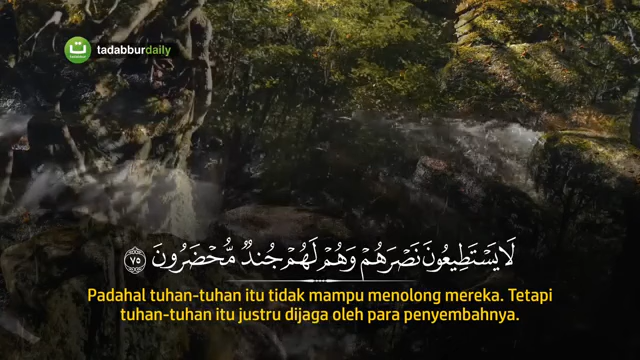 tadabburdaily
لَا يَسْتَطِيعُونَ نَصْرَهُمْ وَهُمْ لَهُمْ جُندٌ مُّحْضَرُونَ ٧٥
Padahal tuhan-tuhan itu tidak mampu menolong mereka. Tetapi
tuhan-tuhan itu justru dijaga oleh para penyembahnya.